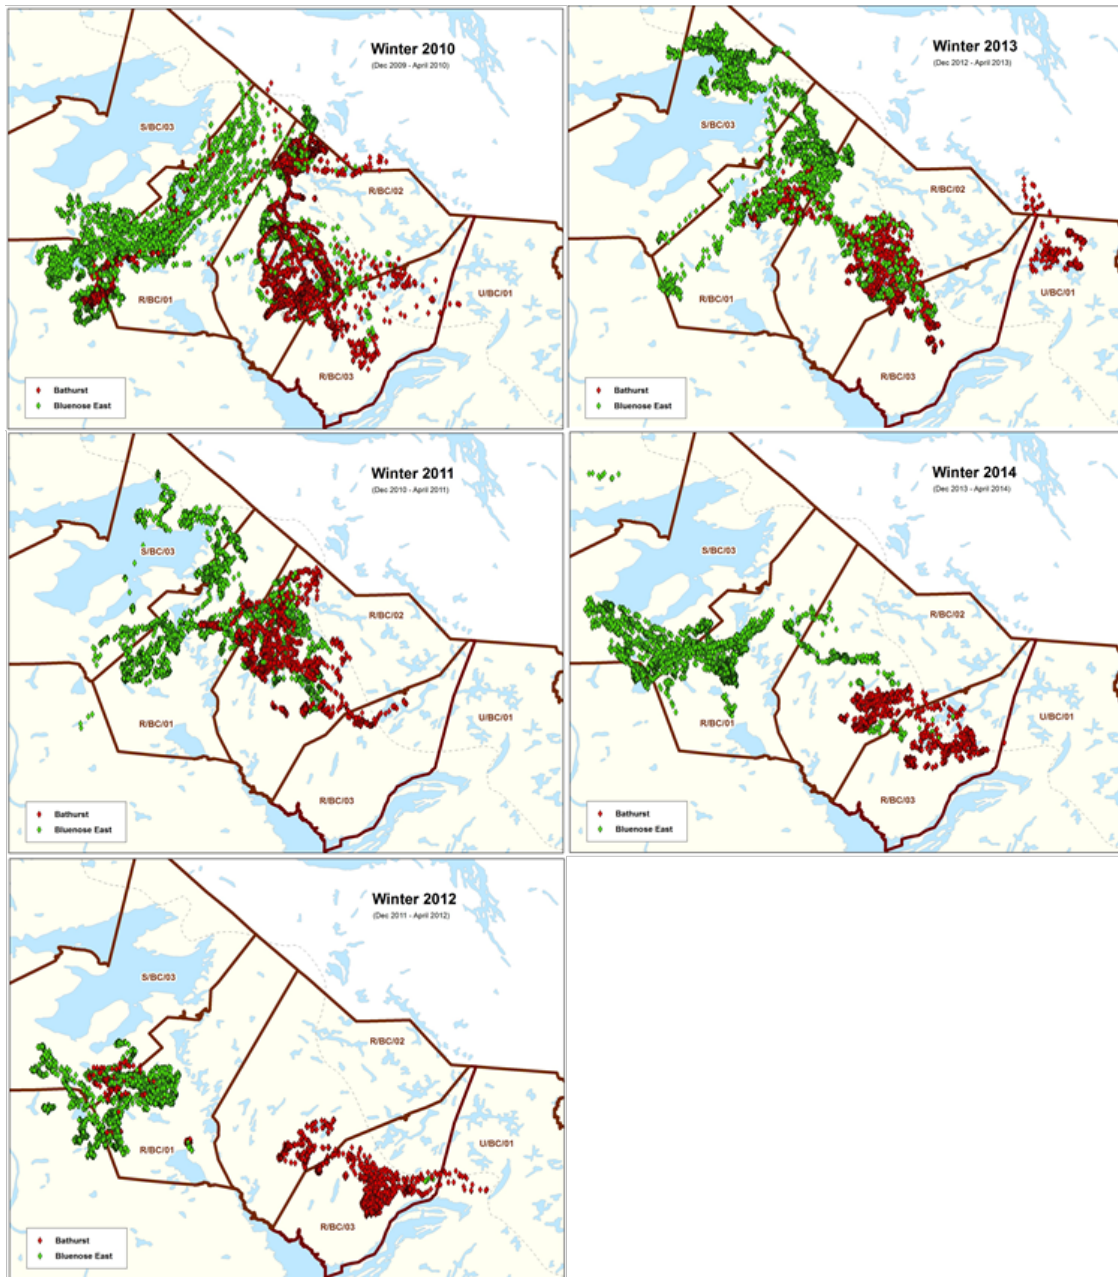 Winter 2010
(Dec 2009 - April 2010)
S/BC/03
R/BC/02
R/BC/01
U/BC/01
R/BC/03
Bathurst
Bluenose East
Winter 2013
(Dec 2012 - April 2013)
S/BC/03
R/BC/02
R/BC/01
U/BC/01
R/BC/03
Bathurst
Bluenose East
Winter 2011
(Dec 2010 - April 2011)
S/BC/03
R/BC/02
R/BC/01
U/BC/01
R/BC/03
Bathurst
Bluenose East
Winter 2014
(Dec 2013 - April 2014)
S/BC/03
R/BC/02
R/BC/01
U/BC/01
R/BC/03
Bathurst
Bluenose East
Winter 2012
(Dec 2011 - April 2012)
S/BC/03
R/BC/02
R/BC/01
U/BC/01
R/BC/03
Bathurst
Bluenose East